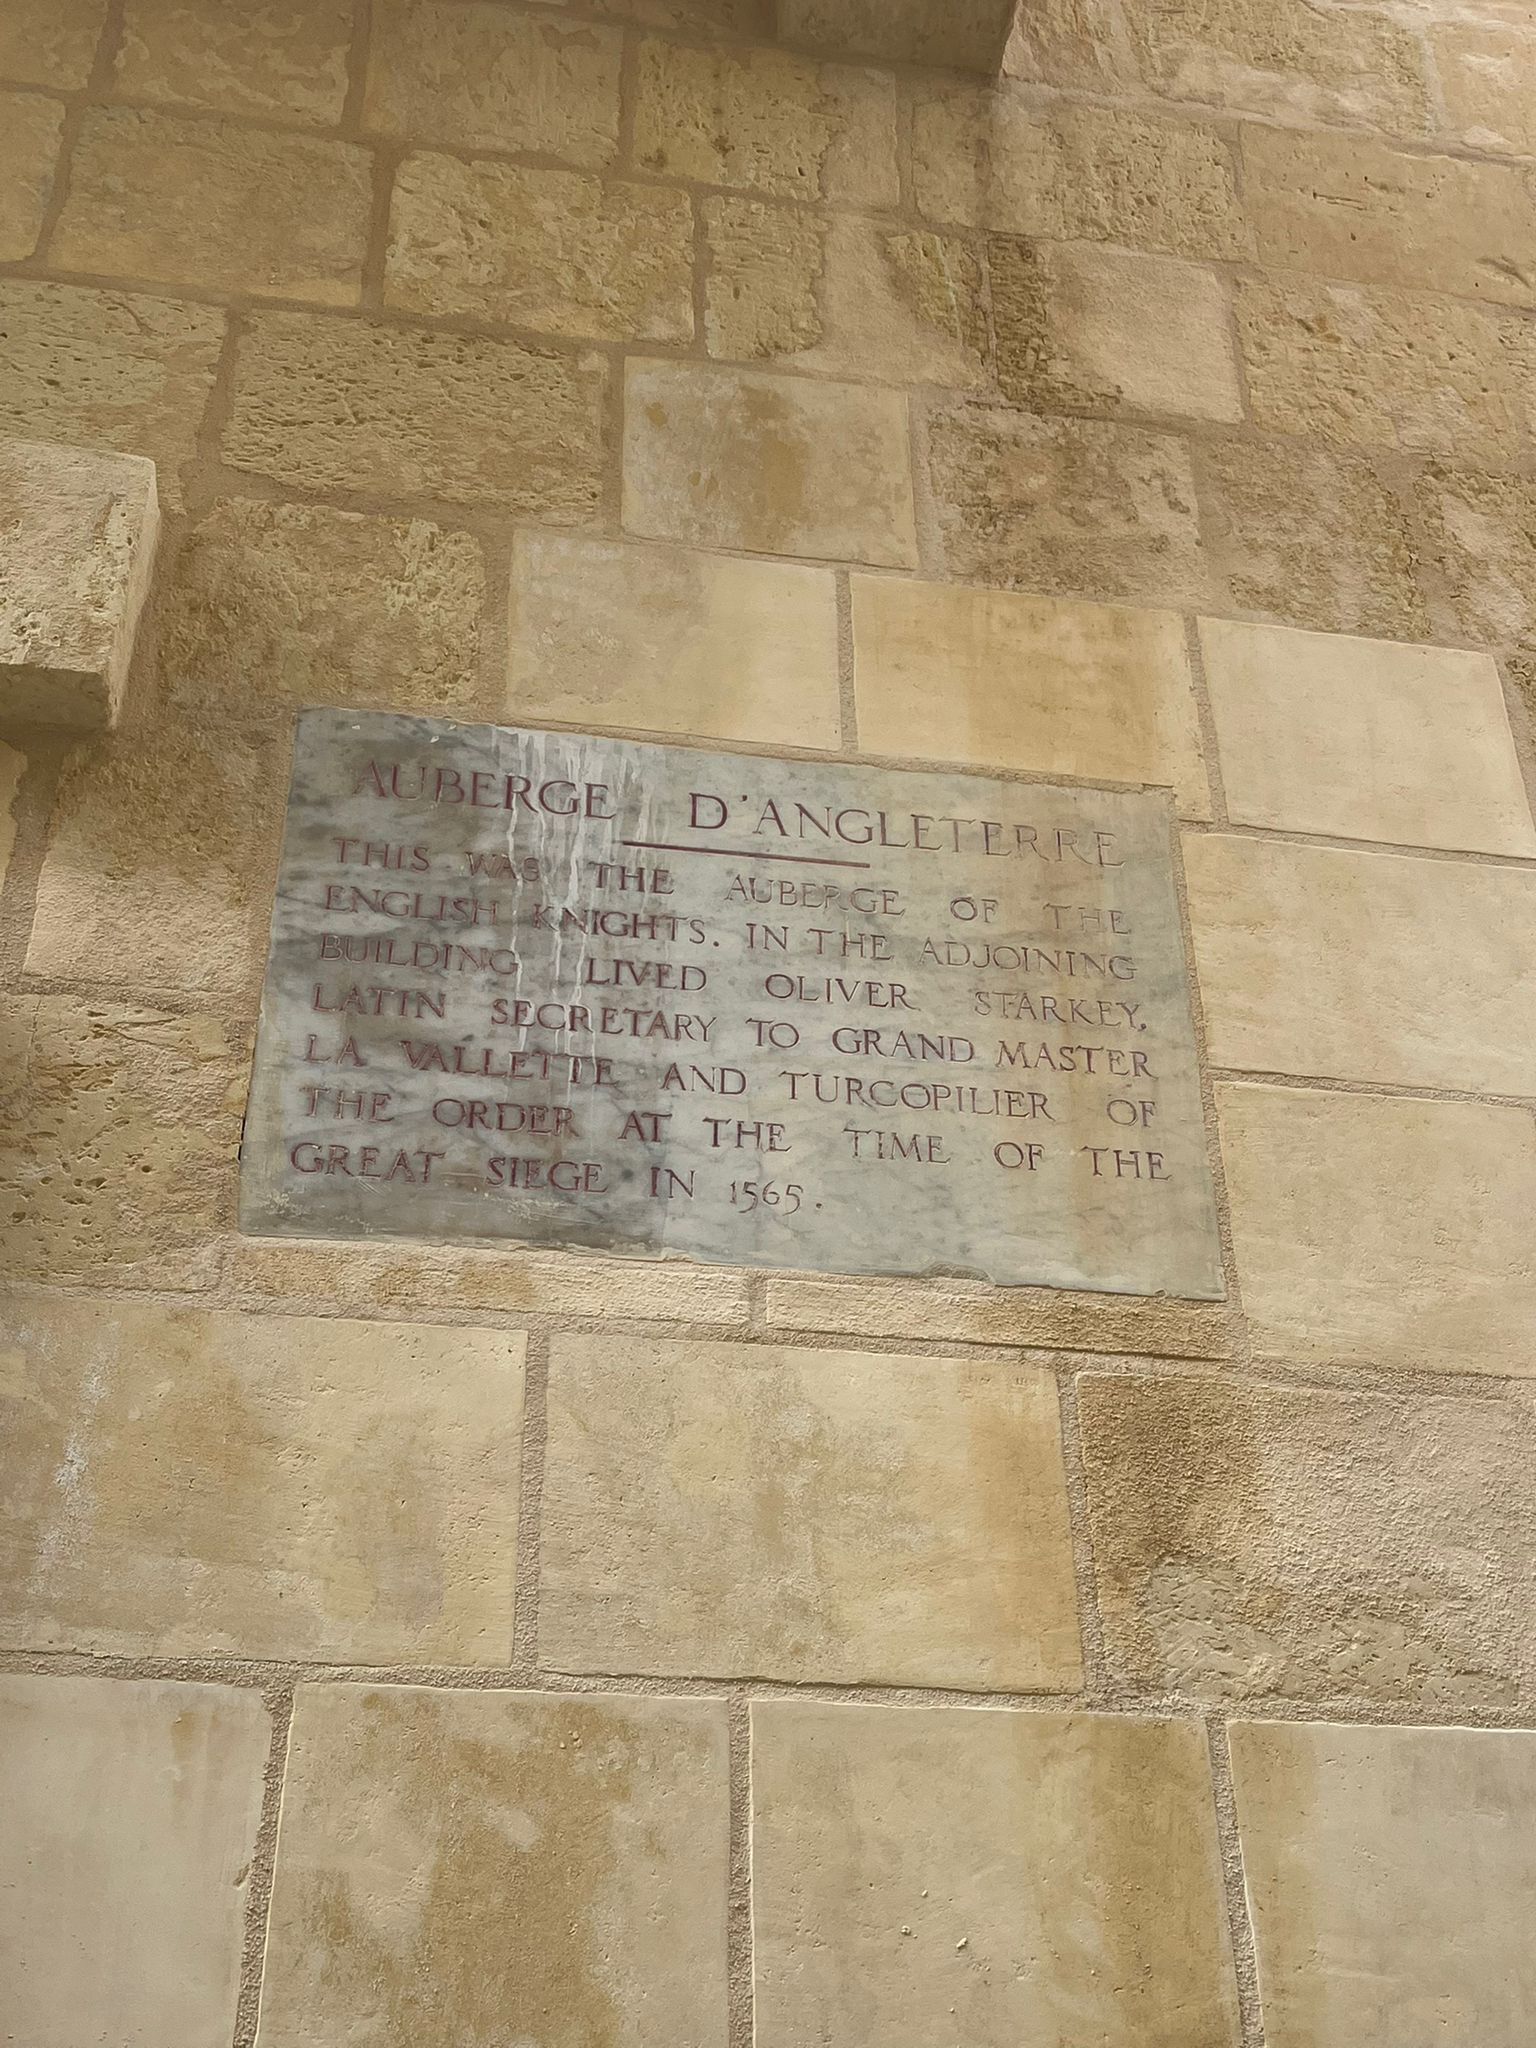 AUBERGE D'ANGLETERRE
THIS WAS THE AUBERGE OF THE
ENGLISH KNIGHTS. IN THE ADJOINING
BUILDING LIVED OLIVER STARKEY,
LATIN SECRETARY TO GRAND MASTER
LA VALLETTE AND TURCOPILIER OF
THE ORDER AT THE TIME OF THE
GREAT SIEGE IN 1565.